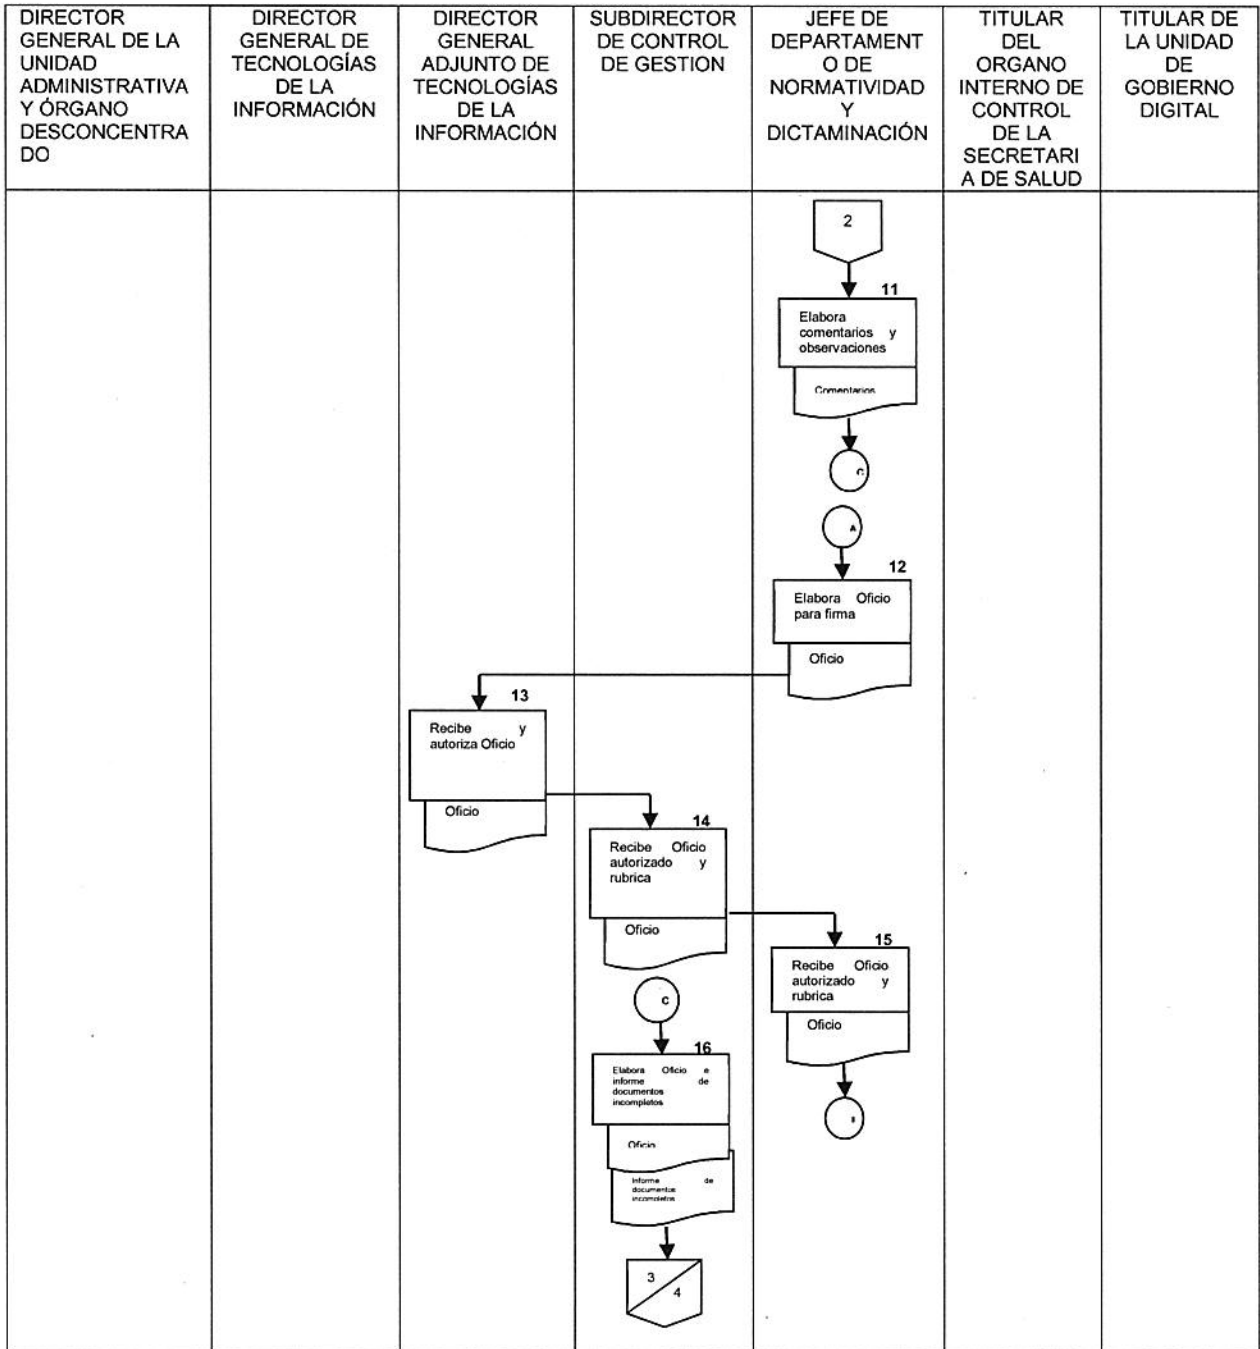 DIRECTOR
GENERAL DE LA
UNIDAD
ADMINISTRATIVA
Y ÓRGANO
DESCONCENTRA
DO
DIRECTOR
GENERAL DE
TECNOLOGÍAS
DE LA
INFORMACIÓN
DIRECTOR
GENERAL
ADJUNTO DE
TECNOLOGÍAS
DE LA
INFORMACIÓN
SUBDIRECTOR
DE CONTROL
DE GESTION
JEFE DE
DEPARTAMENT
O DE
NORMATIVIDAD
Y
DICTAMINACIÓN
TITULAR
DEL
ORGANO
INTERNO DE
CONTROL
DE LA
SECRETARI
A DE SALUD
TITULAR DE
LA UNIDAD
DE
GOBIERNO
DIGITAL
2
11
Elabora
comentarios y
observaciones
Comentarios
C
A
12
Elabora Oficio
para firma
Oficio
13
Recibe y
autoriza Oficio
Oficio
14
Recibe Oficio
autorizado y
rubrica
Oficio
15
Recibe Oficio
autorizado y
rubrica
Oficio
C
16
Elabora Oficio e
informe de
documentos
incompletos
Oficio
Informe de
documentos
incompletos
3
4